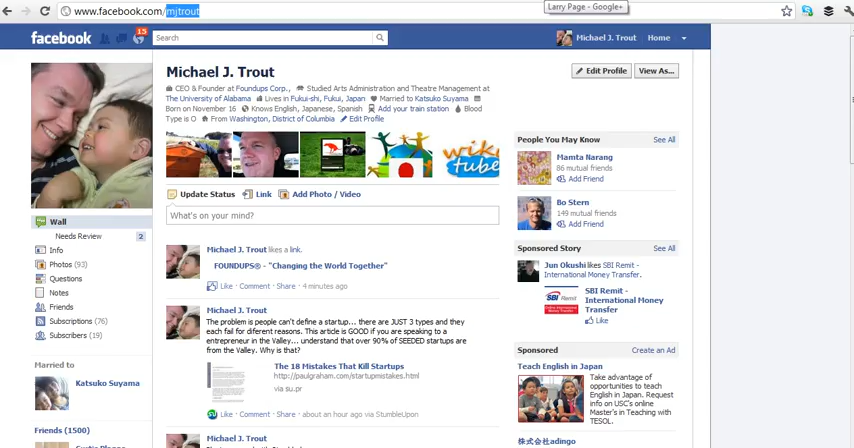 Larry Page - Google+
www.facebook.com/mjtrout
facebook
15
Search
Michael J. Trout
Home
Michael J. Trout
Edit Profile
View As...
CEO & Founder at Foundups Corp., Studied Arts Administration and Theatre Management at
The University of Alabama Lives in Fukui-shi, Fukui, Japan Married to Katsuko Suyama
Born on November 16 Knows English, Japanese, Spanish Add your train station Blood
Type is O From Washington, District of Columbia Edit Profile
wiki
tube
Update Status Link Add Photo / Video
What's on your mind?
Wall
Needs Review 2
Info
Photos (93)
Questions
Notes
Friends
Subscriptions (76)
Subscribers (19)
Married to
Katsuko Suyama
Friends (1500)
Michael J. Trout likes a link.
FOUNDUPS® - "Changing the World Together"
Like · Comment · Share · 4 minutes ago
Michael J. Trout
The problem is people can't define a startup... there are JUST 3 types and they
each fail for diferent reasons. This article is GOOD if you are speaking to a
entrepreneur in the Valley... understand that over 90% of SEEDED startups are
from the Valley. Why is that?
The 18 Mistakes That Kill Startups
http://paulgraham.com/startupmistakes.html
via su.pr
Like · Comment · Share · about an hour ago via StumbleUpon
Michael J. Trout
People You May Know See All
Mamta Narang
86 mutual friends
Add Friend
Bo Stern
149 mutual friends
Add Friend
Sponsored Story See All
Jun Okushi likes SBI Remit -
International Money Transfer.
SBI Remit
SBI Remit -
International Money
Transfer
Like
Sponsored Create an Ad
Teach English in Japan
Take advantage of
opportunities to teach
English in Japan. Request
info on USC's online
Master's in Teaching with
TESOL.
株式会社adingo